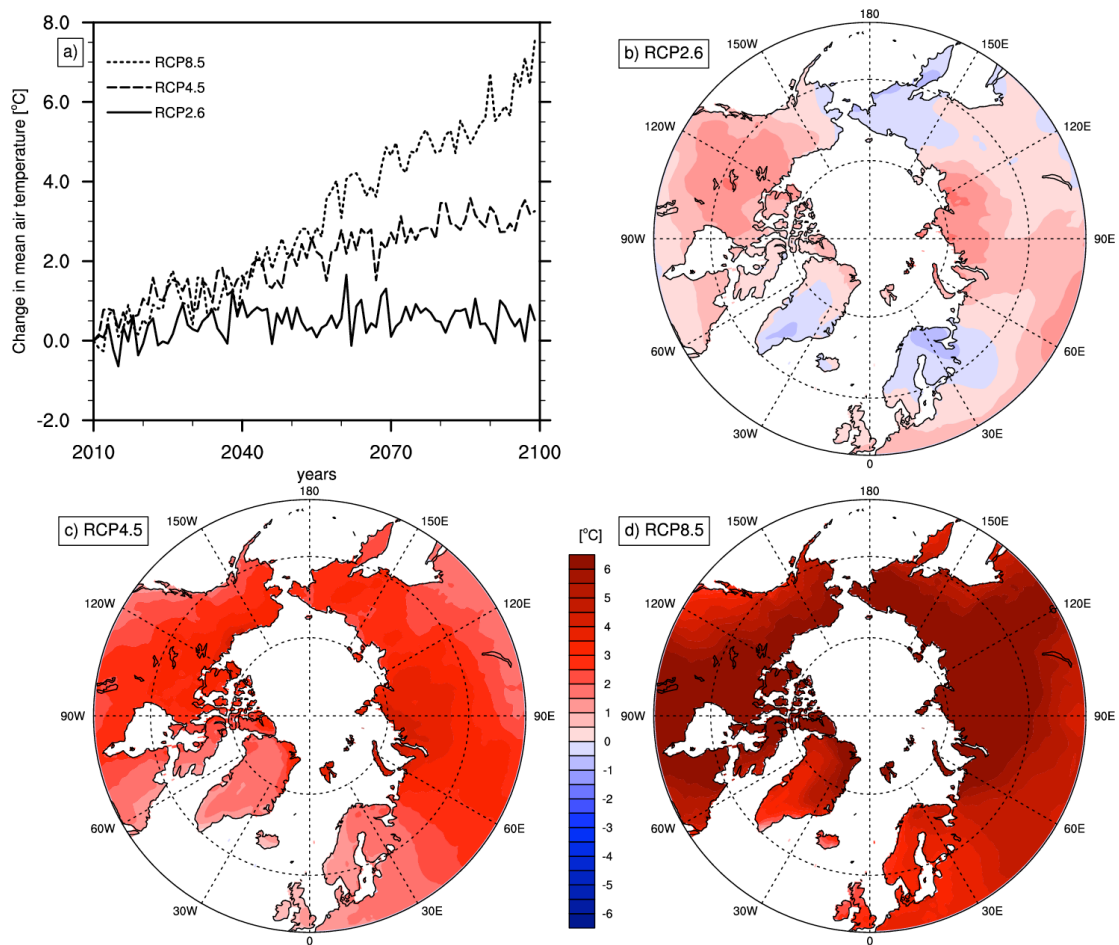 8.0
6.0
4.0
2.0
0.0
-2.0
Change in mean air temperature [°C]
a)
RCP8.5
RCP4.5
RCP2.6
2010
2040
2070
2100
years
b) RCP2.6
180
150W
150E
120W
120E
90W
90E
60W
60E
30W
30E
0
c) RCP4.5
180
150W
150E
120W
120E
90W
90E
60W
60E
30W
30E
0
[°C]
6
5
4
3
2
1
0
-1
-2
-3
-4
-5
-6
d) RCP8.5
180
150W
150E
120W
120E
90W
90E
60W
60E
30W
30E
0